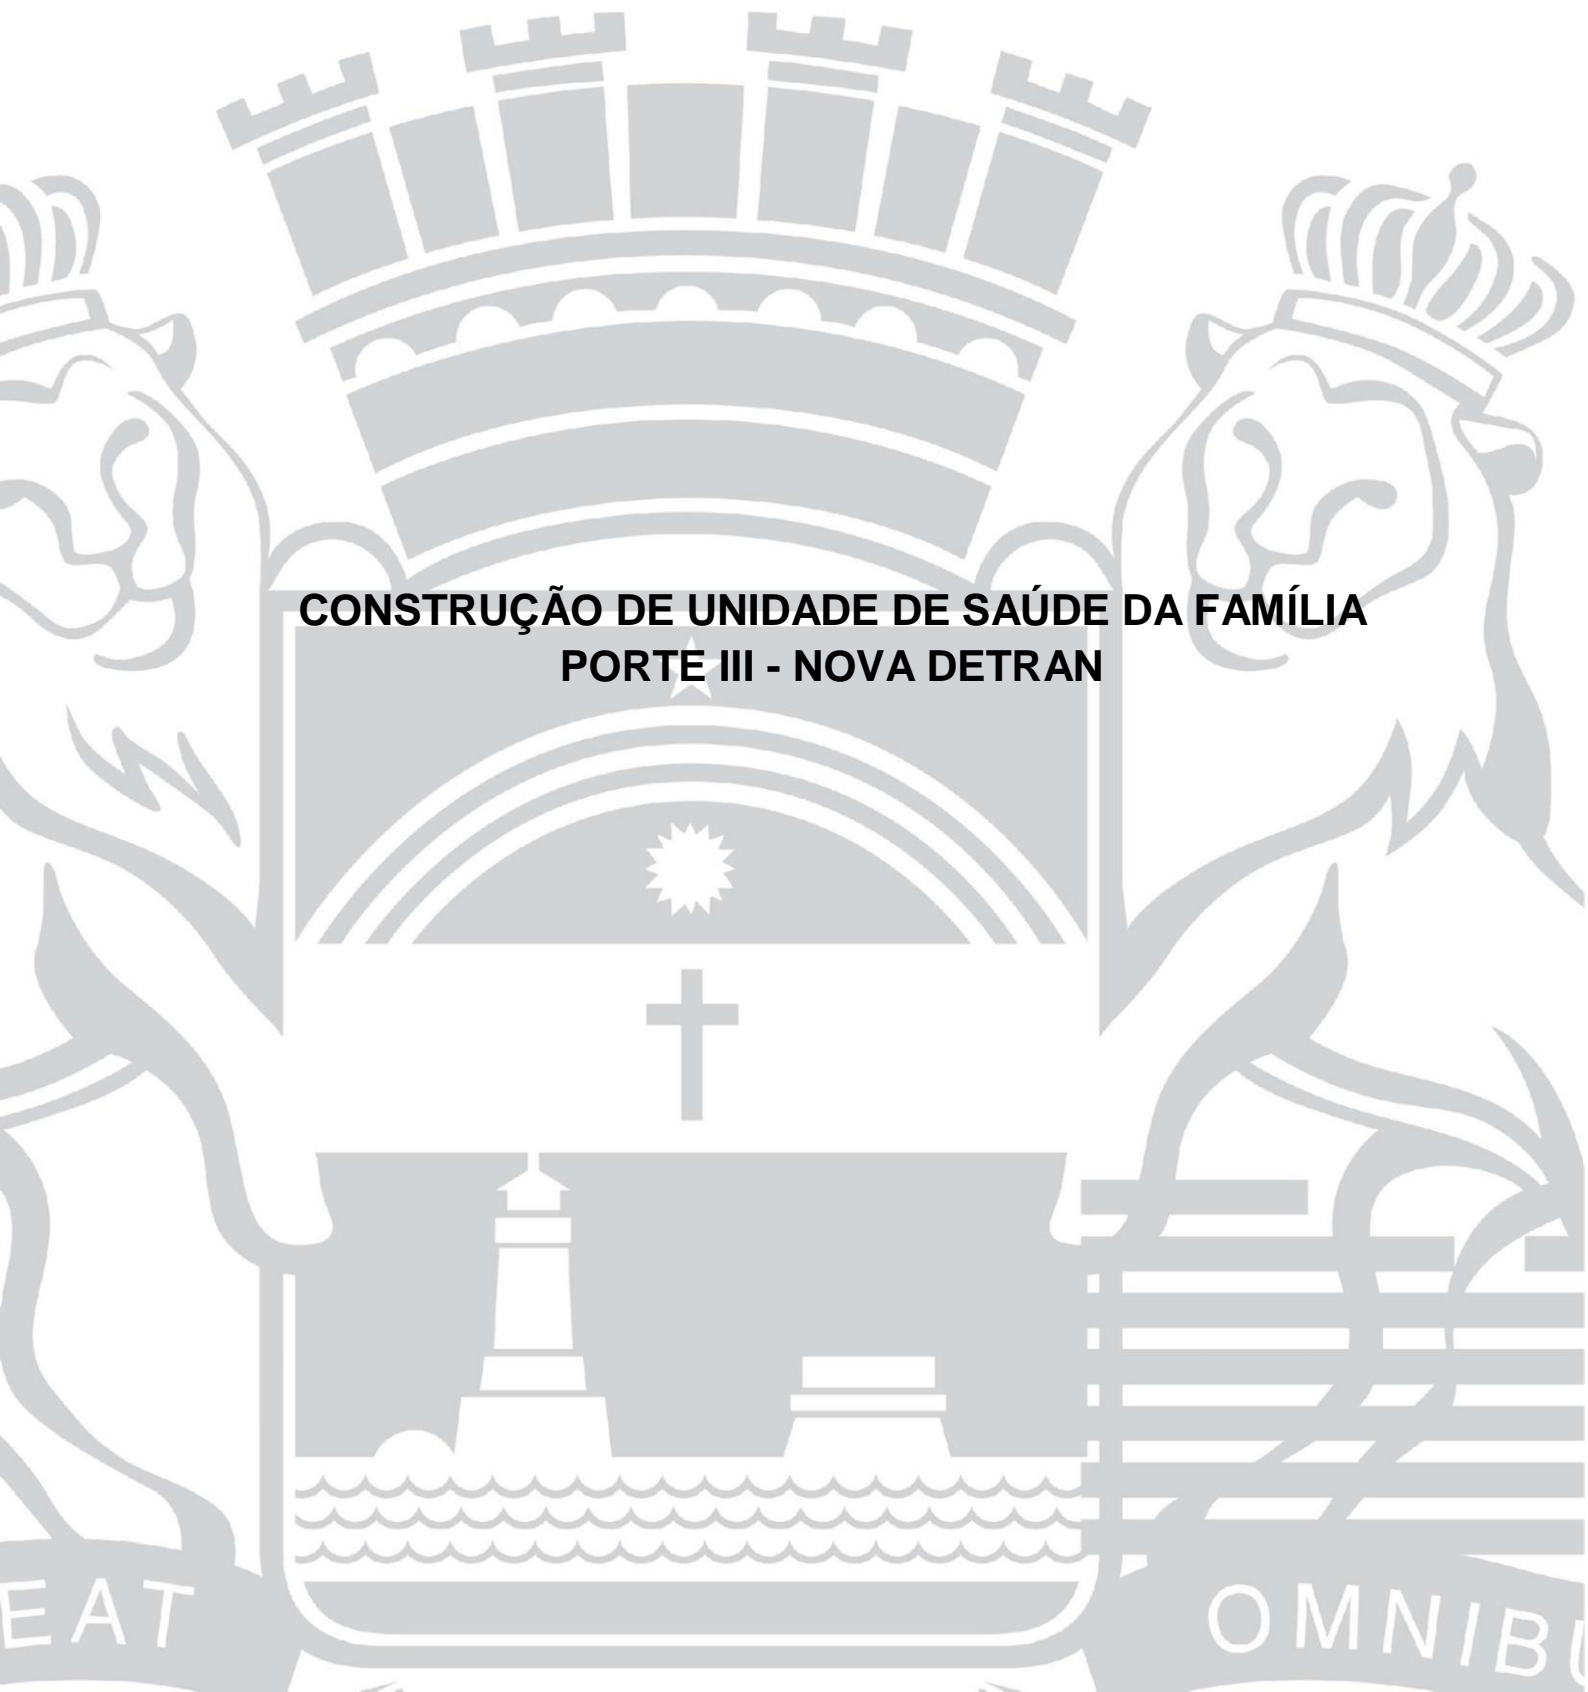 CONSTRUÇÃO DE UNIDADE DE SAÚDE DA FAMÍLIA
PORTE III - NOVA DETRAN
EAT
OMNIBU